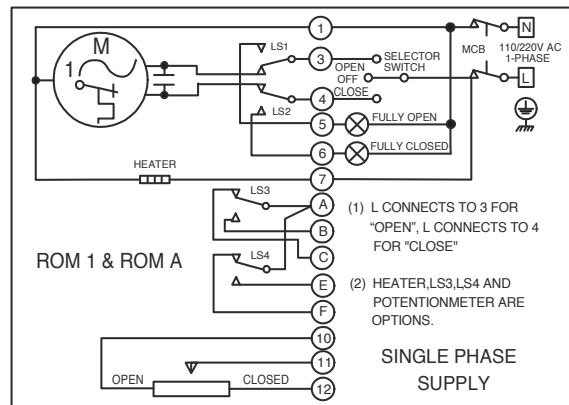 M
1
LS1
LS2
1
3
4
5
6
7
OPEN
OFF
SELECTOR
SWITCH
CLOSE
FULLY OPEN
FULLY CLOSED
MCB
N
L
110/220V AC
1-PHASE
HEATER
LS3
LS4
A
B
C
E
F
10
11
12
OPEN
CLOSED
ROM 1 & ROM A
(1) L CONNECTS TO 3 FOR
“OPEN”, L CONNECTS TO 4
FOR "CLOSE"
(2) HEATER,LS3,LS4 AND
POTENTIONMETER ARE
OPTIONS.
SINGLE PHASE
SUPPLY